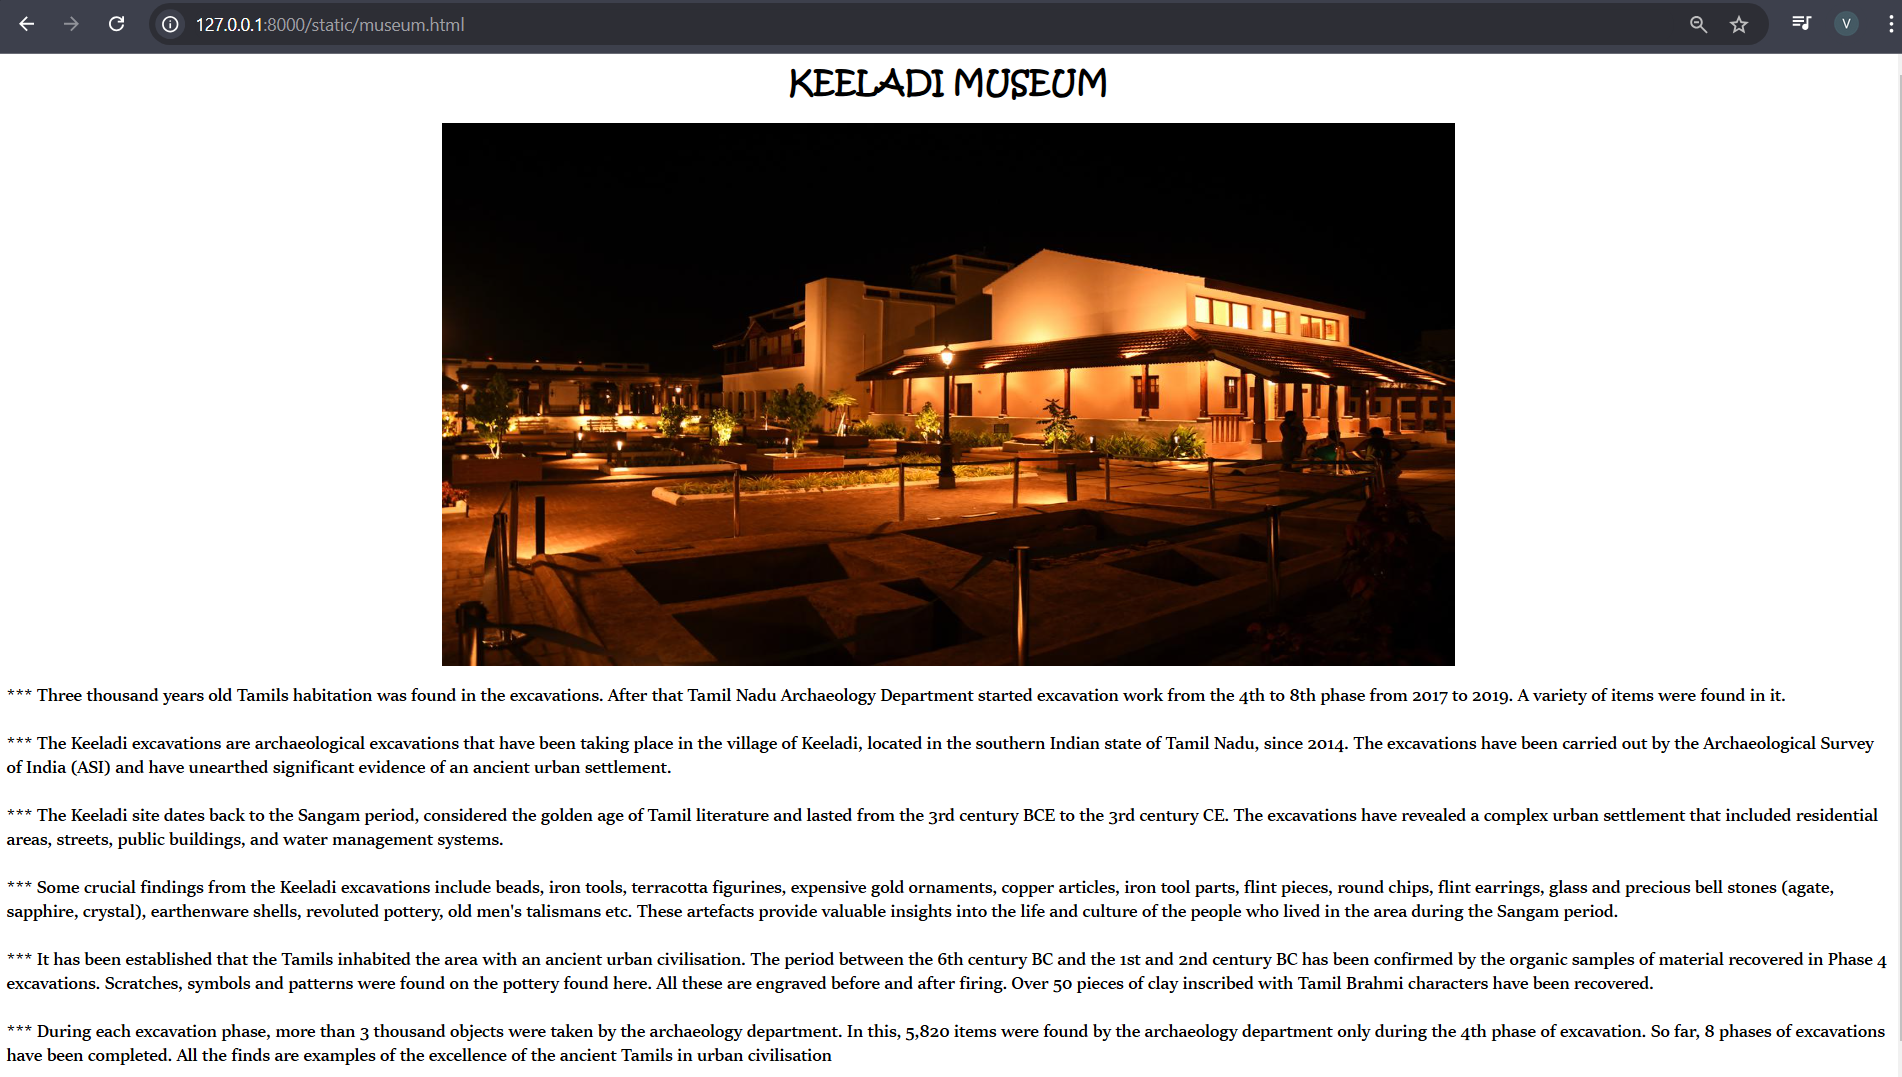 127.0.0.1:8000/static/museum.html
V
KEELADI MUSEUM
*** Three thousand years old Tamils habitation was found in the excavations. After that Tamil Nadu Archaeology Department started excavation work from the 4th to 8th phase from 2017 to 2019. A variety of items were found in it.
*** The Keeladi excavations are archaeological excavations that have been taking place in the village of Keeladi, located in the southern Indian state of Tamil Nadu, since 2014. The excavations have been carried out by the Archaeological Survey
of India (ASI) and have unearthed significant evidence of an ancient urban settlement.
*** The Keeladi site dates back to the Sangam period, considered the golden age of Tamil literature and lasted from the 3rd century BCE to the 3rd century CE. The excavations have revealed a complex urban settlement that included residential
areas, streets, public buildings, and water management systems.
*** Some crucial findings from the Keeladi excavations include beads, iron tools, terracotta figurines, expensive gold ornaments, copper articles, iron tool parts, flint pieces, round chips, flint earrings, glass and precious bell stones (agate,
sapphire, crystal), earthenware shells, revoluted pottery, old men's talismans etc. These artefacts provide valuable insights into the life and culture of the people who lived in the area during the Sangam period.
*** It has been established that the Tamils inhabited the area with an ancient urban civilisation. The period between the 6th century BC and the 1st and 2nd century BC has been confirmed by the organic samples of material recovered in Phase 4
excavations. Scratches, symbols and patterns were found on the pottery found here. All these are engraved before and after firing. Over 50 pieces of clay inscribed with Tamil Brahmi characters have been recovered.
*** During each excavation phase, more than 3 thousand objects were taken by the archaeology department. In this, 5,820 items were found by the archaeology department only during the 4th phase of excavation. So far, 8 phases of excavations
have been completed. All the finds are examples of the excellence of the ancient Tamils in urban civilisation